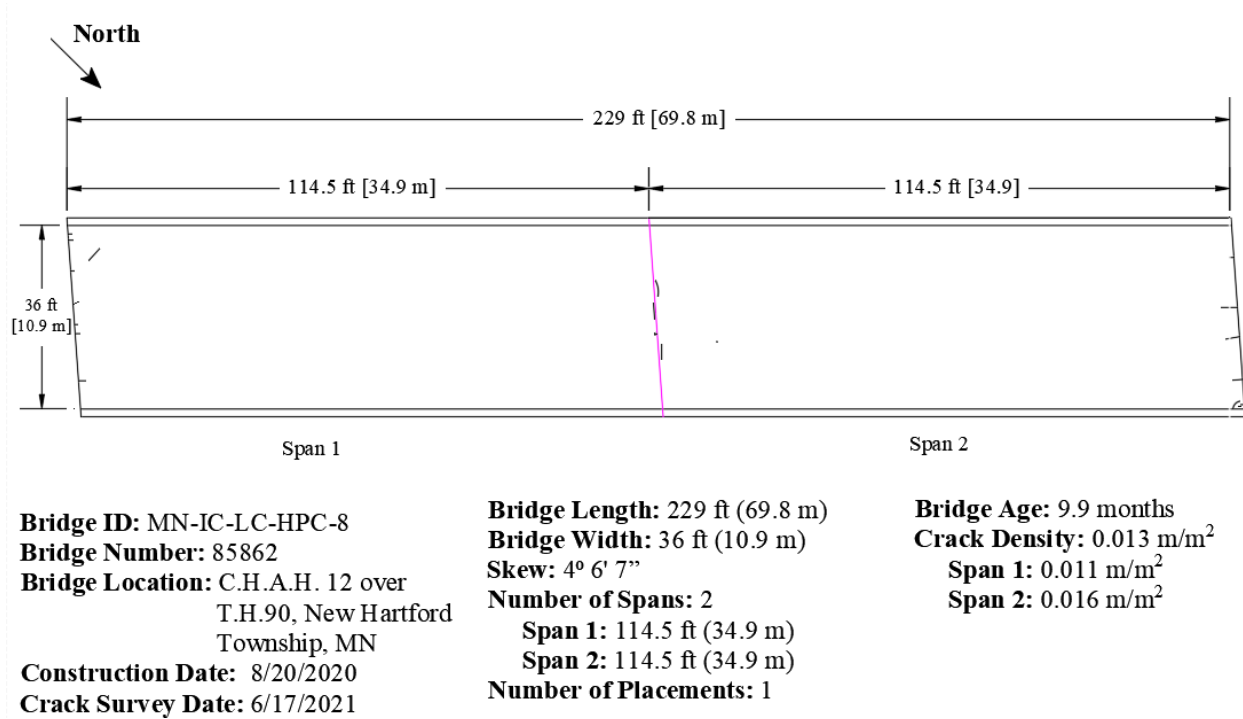 North
229 ft [69.8 m]
114.5 ft [34.9 m]
114.5 ft [34.9]
36 ft
[10.9 m]
Span 1
Span 2
Bridge ID: MN-IC-LC-HPC-8
Bridge Number: 85862
Bridge Location: C.H.A.H. 12 over
T.H.90, New Hartford
Township, MN
Construction Date: 8/20/2020
Crack Survey Date: 6/17/2021
Bridge Length: 229 ft (69.8 m)
Bridge Width: 36 ft (10.9 m)
Skew: 4º 6' 7”
Number of Spans: 2
Span 1: 114.5 ft (34.9 m)
Span 2: 114.5 ft (34.9 m)
Number of Placements: 1
Bridge Age: 9.9 months
Crack Density: 0.013 m/m²
Span 1: 0.011 m/m²
Span 2: 0.016 m/m²